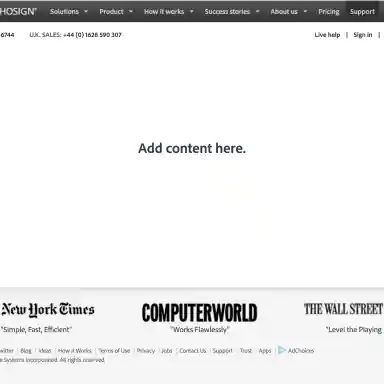 HOSIGN®
Solutions Product How it works Success stories About us Pricing Support
6744 U.K. SALES: +44 (0) 1628 590 307 Live help | Sign in |
Add content here.
New York Times COMPUTERWORLD THE WALL STREET
"Simple, Fast, Efficient" "Works Flawlessly" "Level the Playing
witter | Blog | Ideas | How it Works | Terms of Use | Privacy | Jobs | Contact Us | Support | Trust | Apps | AdChoices
e Systems Incorporated. All rights reserved.